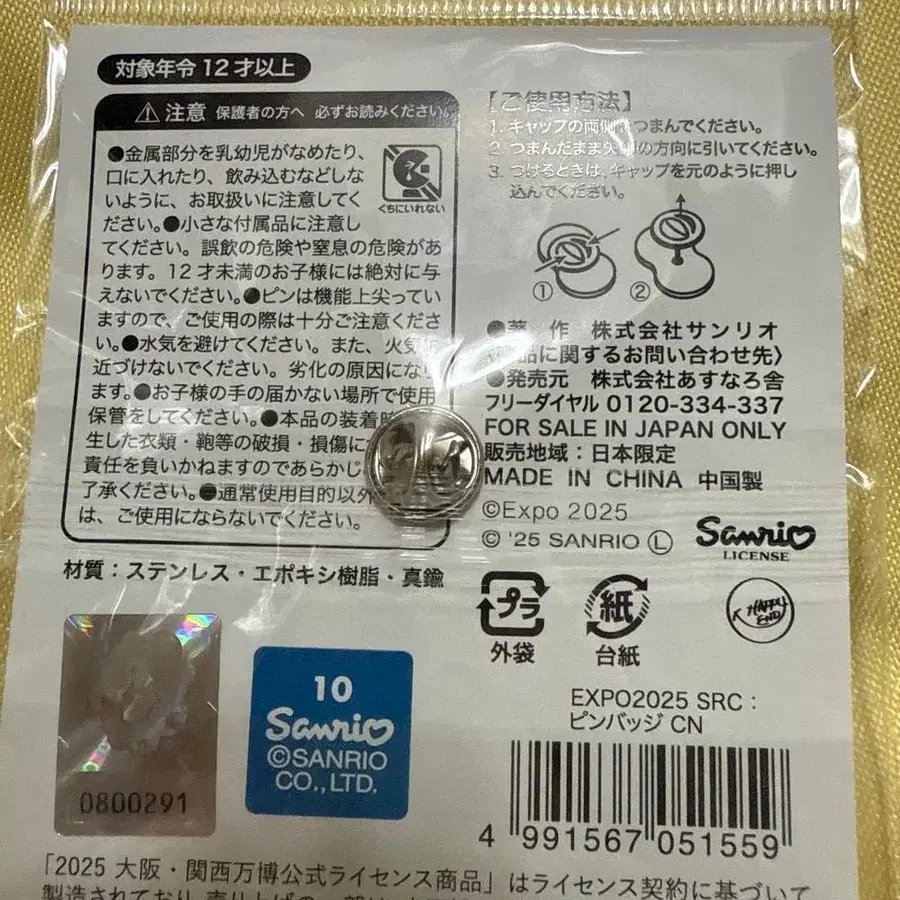 対象年令12才以上
注意 保護者の方へ 必ずお読みください。
●金属部分を乳幼児がなめたり、
口に入れたり、飲み込むなどしな
いように、お取扱いに注意してく
ださい。●小さな付属品に注意し
てください。誤飲の危険や窒息の危険があ
ります。12才未満のお子様には絶対に与
えないでください。●ピンは機能上尖ってい
ますので、ご使用の際は十分ご注意くださ
い。●水気を避けてください。また、火気に
近づけないでください。劣化の原因になり
ます。●お子様の手の届かない場所で使用
保管をしてください。●本品の装着
生した衣類・鞄等の破損・損傷に
責任を負いかねますのであらかじ
了承ください。●通常使用目的以外
は、ご使用にならないでください。
くちにいれない
材質：ステンレス・エポキシ樹脂・真鍮
【ご使用方法】
1. キャップの両側 つまんでください。
2. つまんだまま の方向に引いてください。
3. つけるときは、キャップを元のように押し
込んでください。
① ②
●著 作 株式会社サンリオ
品に関するお問い合わせ先〉
●発売元 株式会社あすなろ舎
フリーダイヤル 0120-334-337
FOR SALE IN JAPAN ONLY
販売地域：日本限定
MADE IN CHINA 中国製
©Expo 2025
© '25 SANRIO Ⓛ
Sanrio
LICENSE
プラ
外袋
紙
台紙
HAPPY
END
0800291
10
Sanrio
©SANRIO
CO.,LTD.
EXPO2025 SRC：
ピンバッジ CN
4 991567 051559
「2025 大阪・関西万博公式ライセンス商品」はライセンス契約に基づいて
製造されており